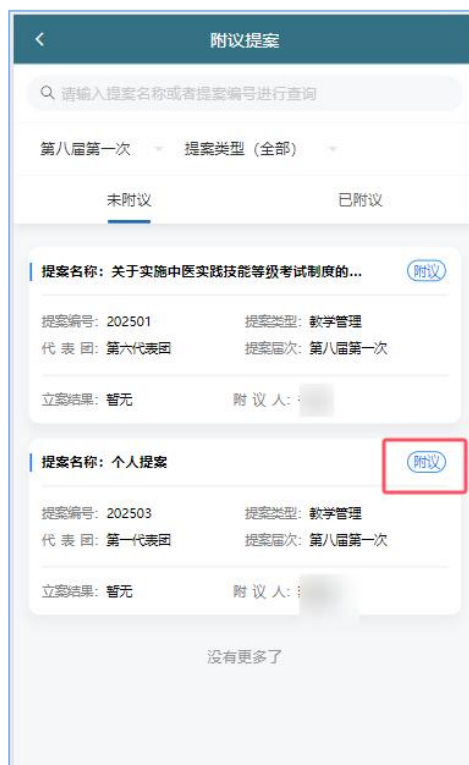 附议提案
请输入提案名称或者提案编号进行查询
第八届第一次 提案类型（全部）
未附议 已附议
提案名称：关于实施中医实践技能等级考试制度的... 附议
提案编号：202501 提案类型：教学管理
代 表 团：第六代表团 提案届次：第八届第一次
立案结果：暂无 附 议 人：
提案名称：个人提案 附议
提案编号：202503 提案类型：教学管理
代 表 团：第一代表团 提案届次：第八届第一次
立案结果：暂无 附 议 人：
没有更多了